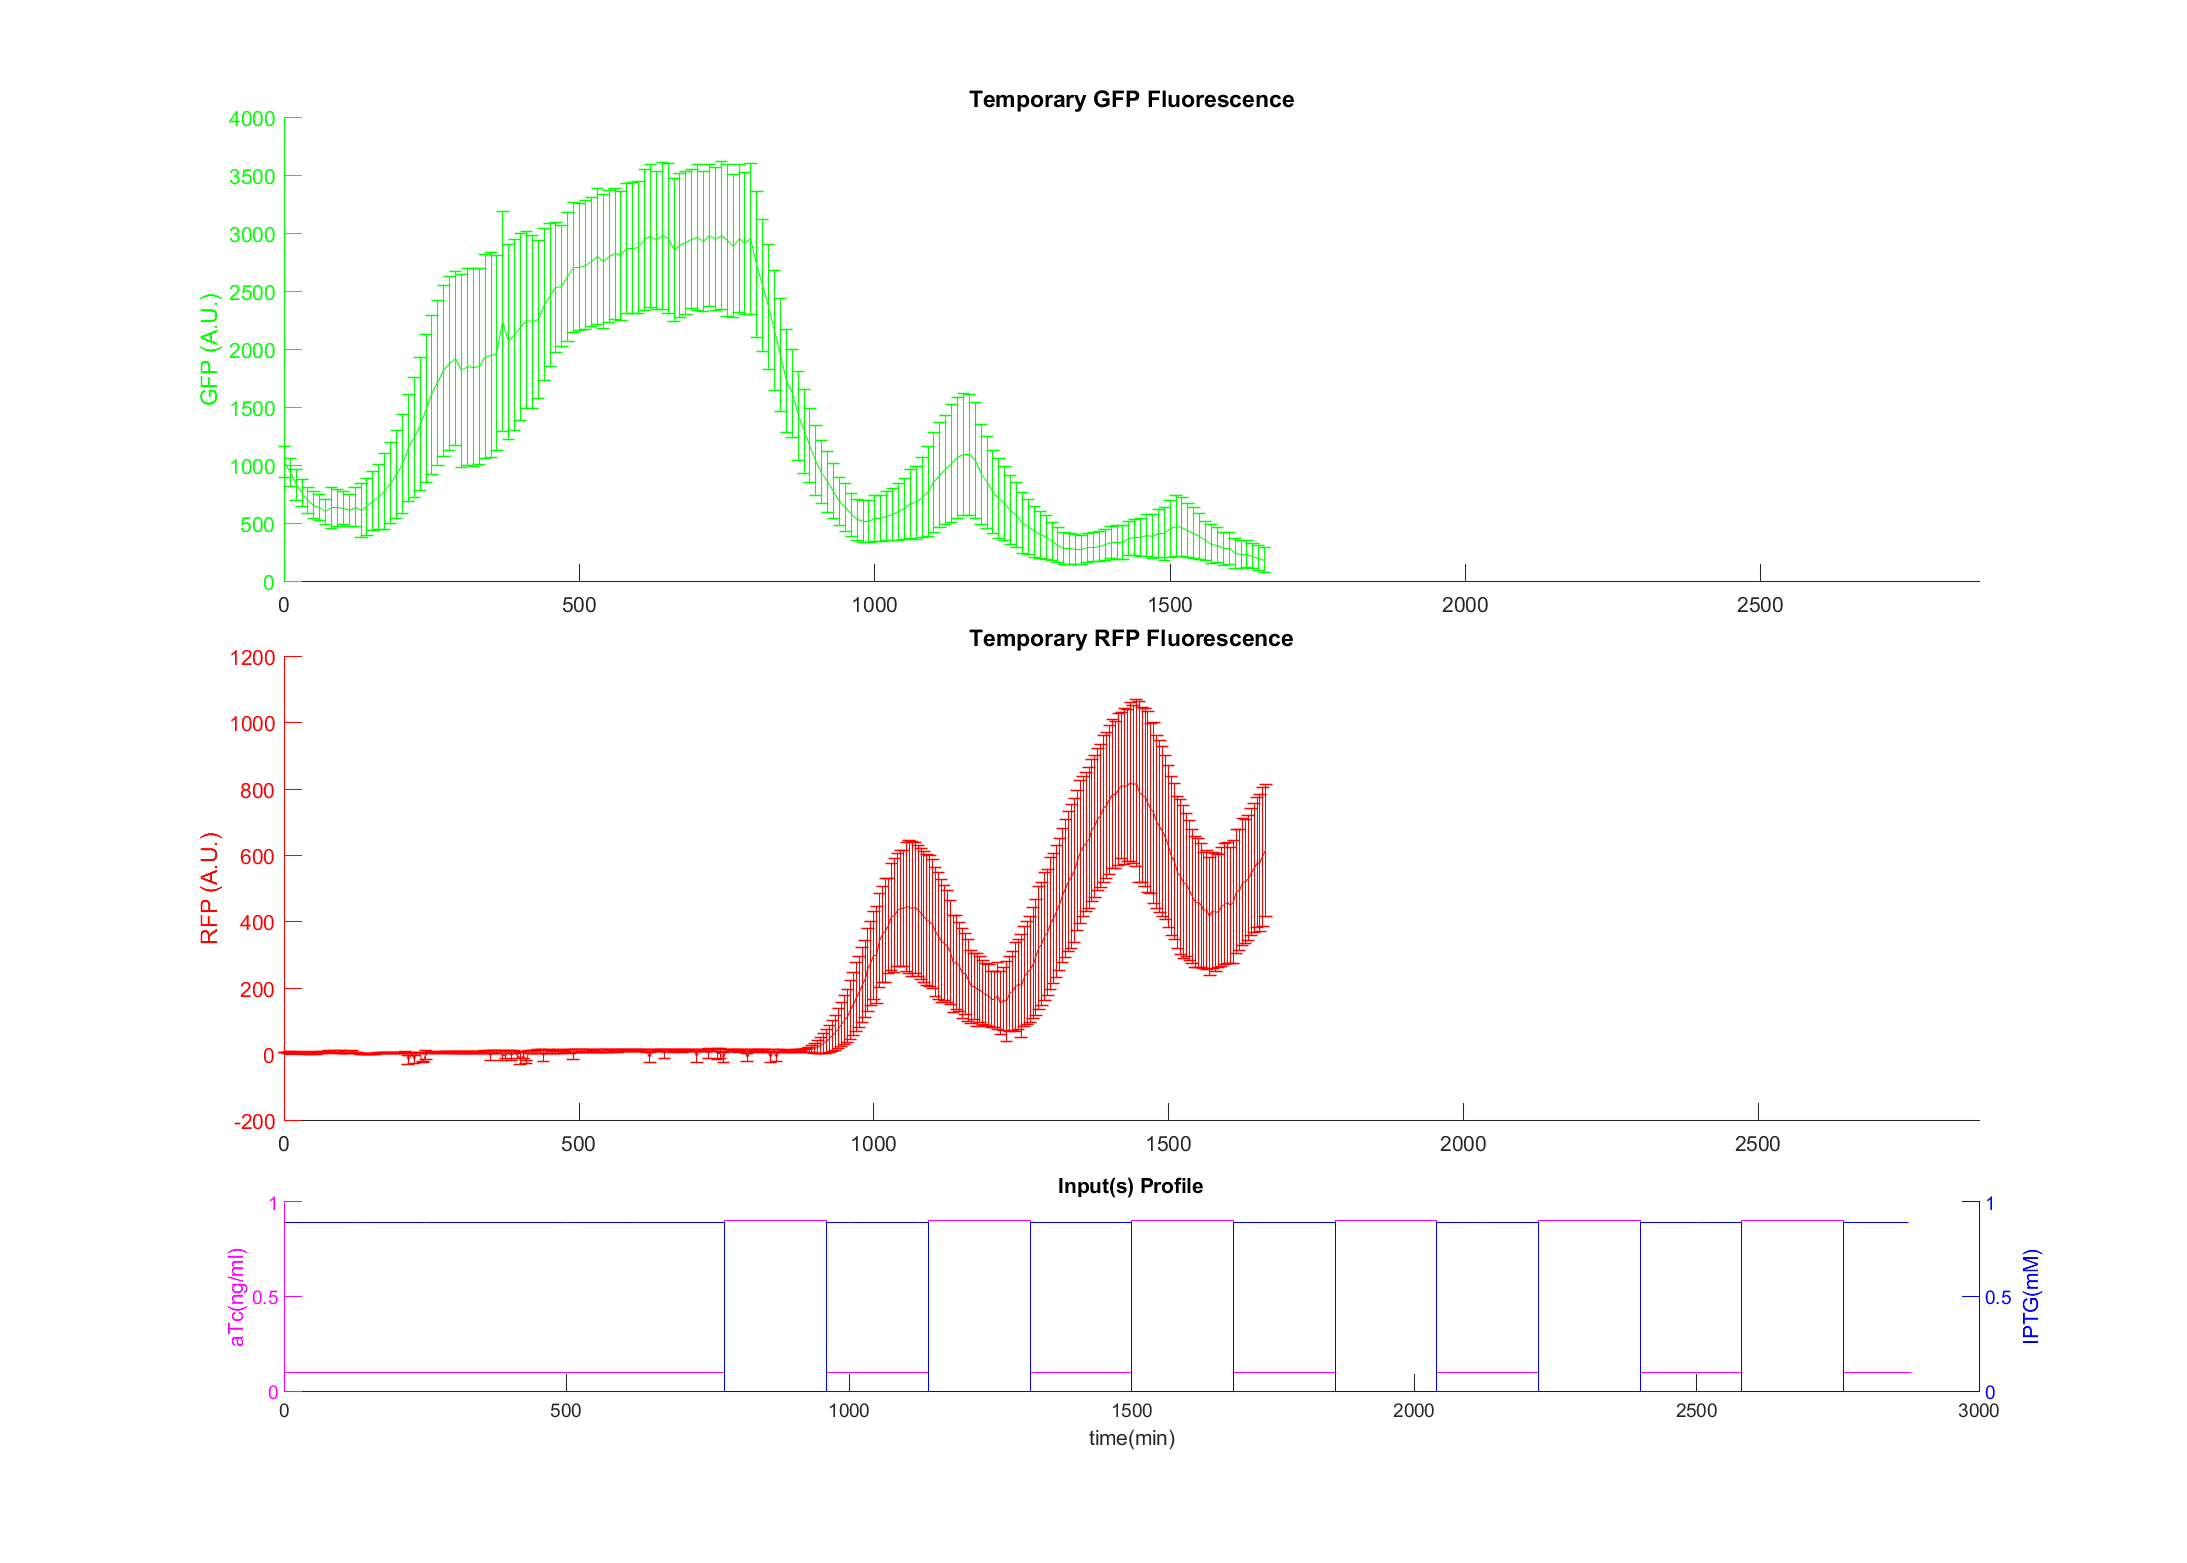 Temporary GFP Fluorescence
4000
3500
3000
2500
2000
1500
1000
500
0
GFP (A.U.)
0 500 1000 1500 2000 2500
Temporary RFP Fluorescence
1200
1000
800
600
400
200
0
-200
RFP (A.U.)
0 500 1000 1500 2000 2500
Input(s) Profile
1
0.5
0
aTc(ng/ml)
1
0.5
0
IPTG(mM)
0 500 1000 1500 2000 2500 3000
time(min)